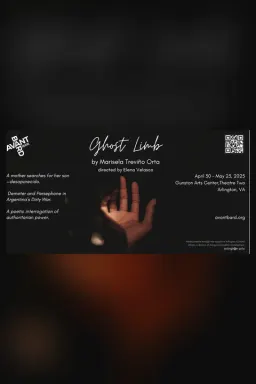 AVANT
BARD
Ghost Limb
by Marisela Treviño Orta
directed by Elena Velasco
A mother searches for her son
—desaparecido.
Demeter and Persephone in
Argentina's Dirty War.
A poetic interrogation of
authoritarian power.
April 30 - May 23, 2025
Gunston Arts Center, Theatre Two
Arlington, VA
avantbard.org